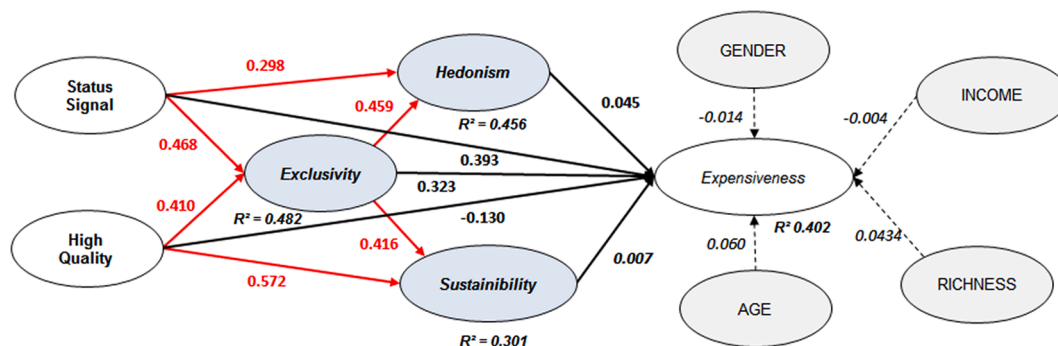 GENDER
Status
Signal
0.298
Hedonism
INCOME
0.045
0.459
-0.014
-0.004
R² = 0.456
0.468
0.393
Exclusivity
Expensiveness
0.323
0.410
R² = 0.482
-0.130
R² 0.402
High
Quality
0.416
0.060
0.0434
0.572
0.007
Sustainibility
RICHNESS
AGE
R² = 0.301